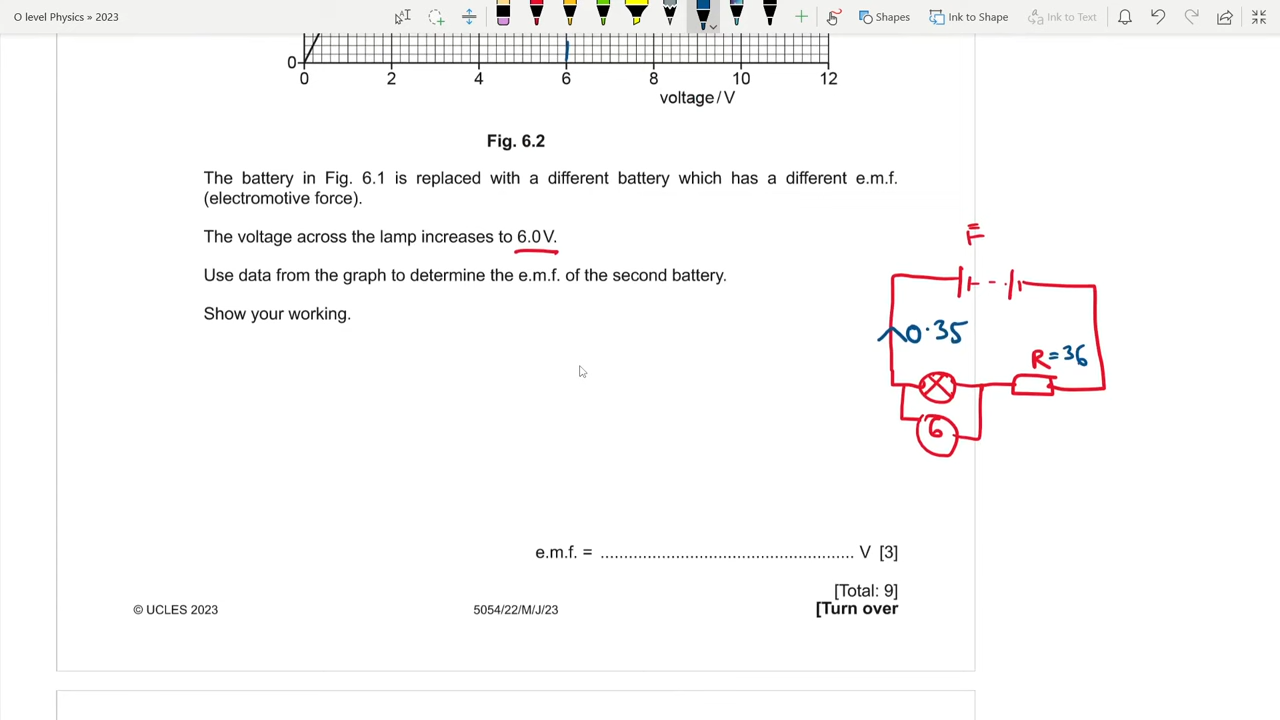 O level Physics » 2023
Shapes
Ink to Shape
Ink to Text
0
0 2 4 6 8 10 12
voltage / V
Fig. 6.2
The battery in Fig. 6.1 is replaced with a different battery which has a different e.m.f.
(electromotive force).
The voltage across the lamp increases to 6.0 V.
Use data from the graph to determine the e.m.f. of the second battery.
Show your working.
0.35
R=36
6
e.m.f. = ...................................................... V [3]
[Total: 9]
© UCLES 2023
5054/22/M/J/23
[Turn over